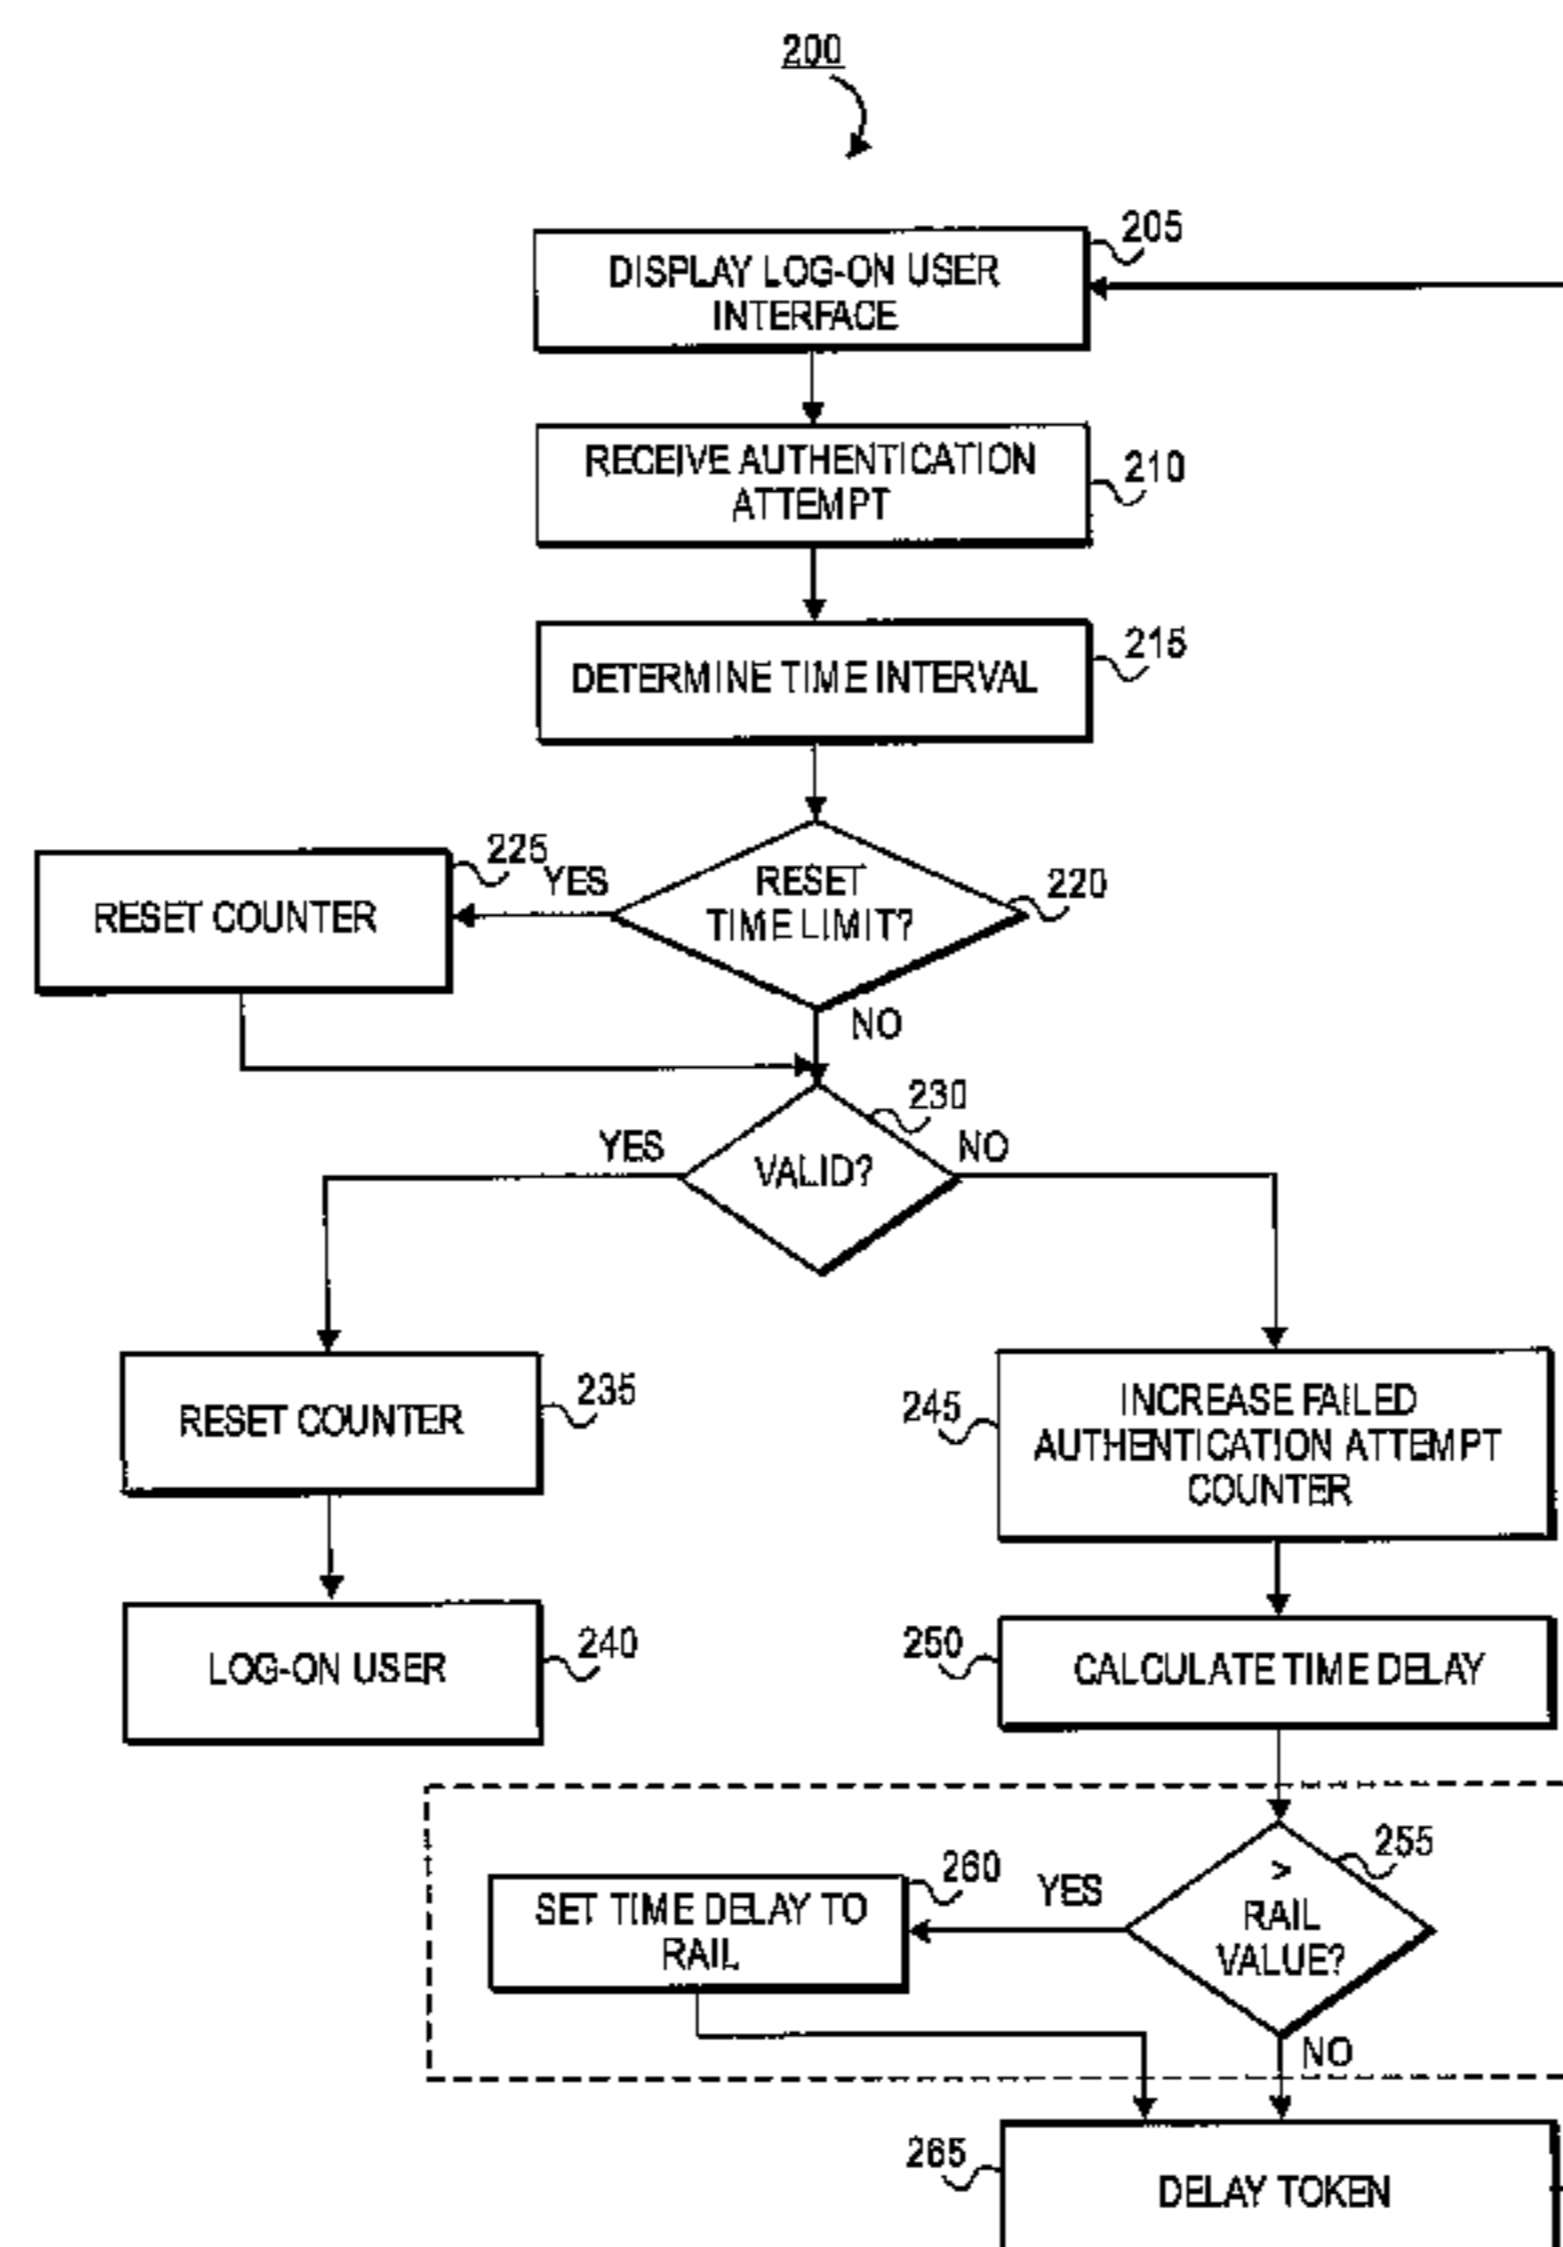 200
205
DISPLAY LOG-ON USER
INTERFACE
RECEIVE AUTHENTICATION
ATTEMPT
210
DETERMINE TIME INTERVAL
215
225
YES
RESET COUNTER
RESET
TIME LIMIT?
220
NO
230
YES
VALID?
NO
RESET COUNTER
235
245
INCREASE FAILED
AUTHENTICATION ATTEMPT
COUNTER
LOG-ON USER
240
250
CALCULATE TIME DELAY
260
SET TIME DELAY TO
RAIL
YES
255
>
RAIL
VALUE?
NO
265
DELAY TOKEN